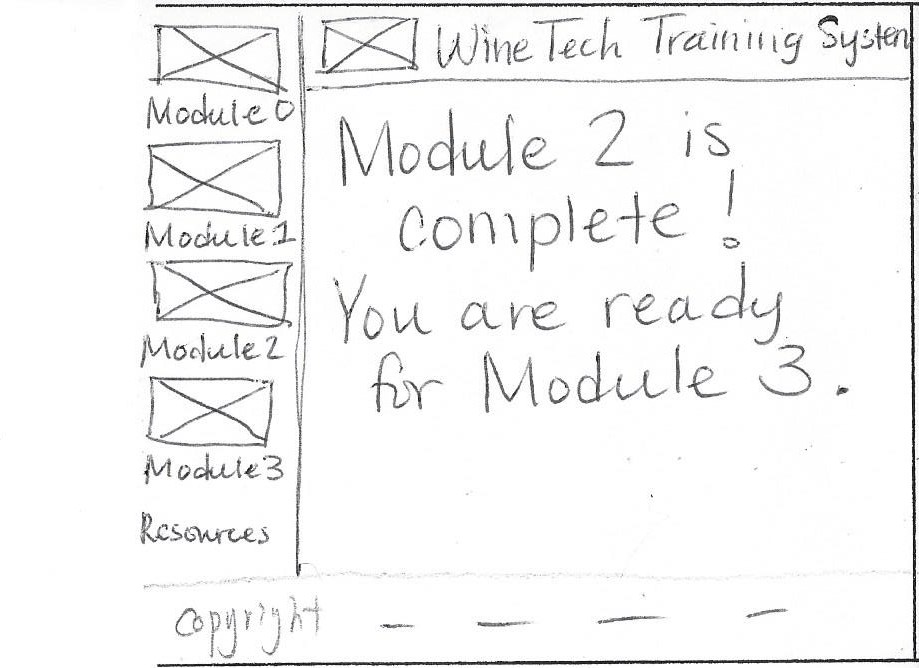 Module 0
Module 1
Module 2
Module 3
Resources
WineTech Training System
Module 2 is
complete!
You are ready
for Module 3.
Copyright